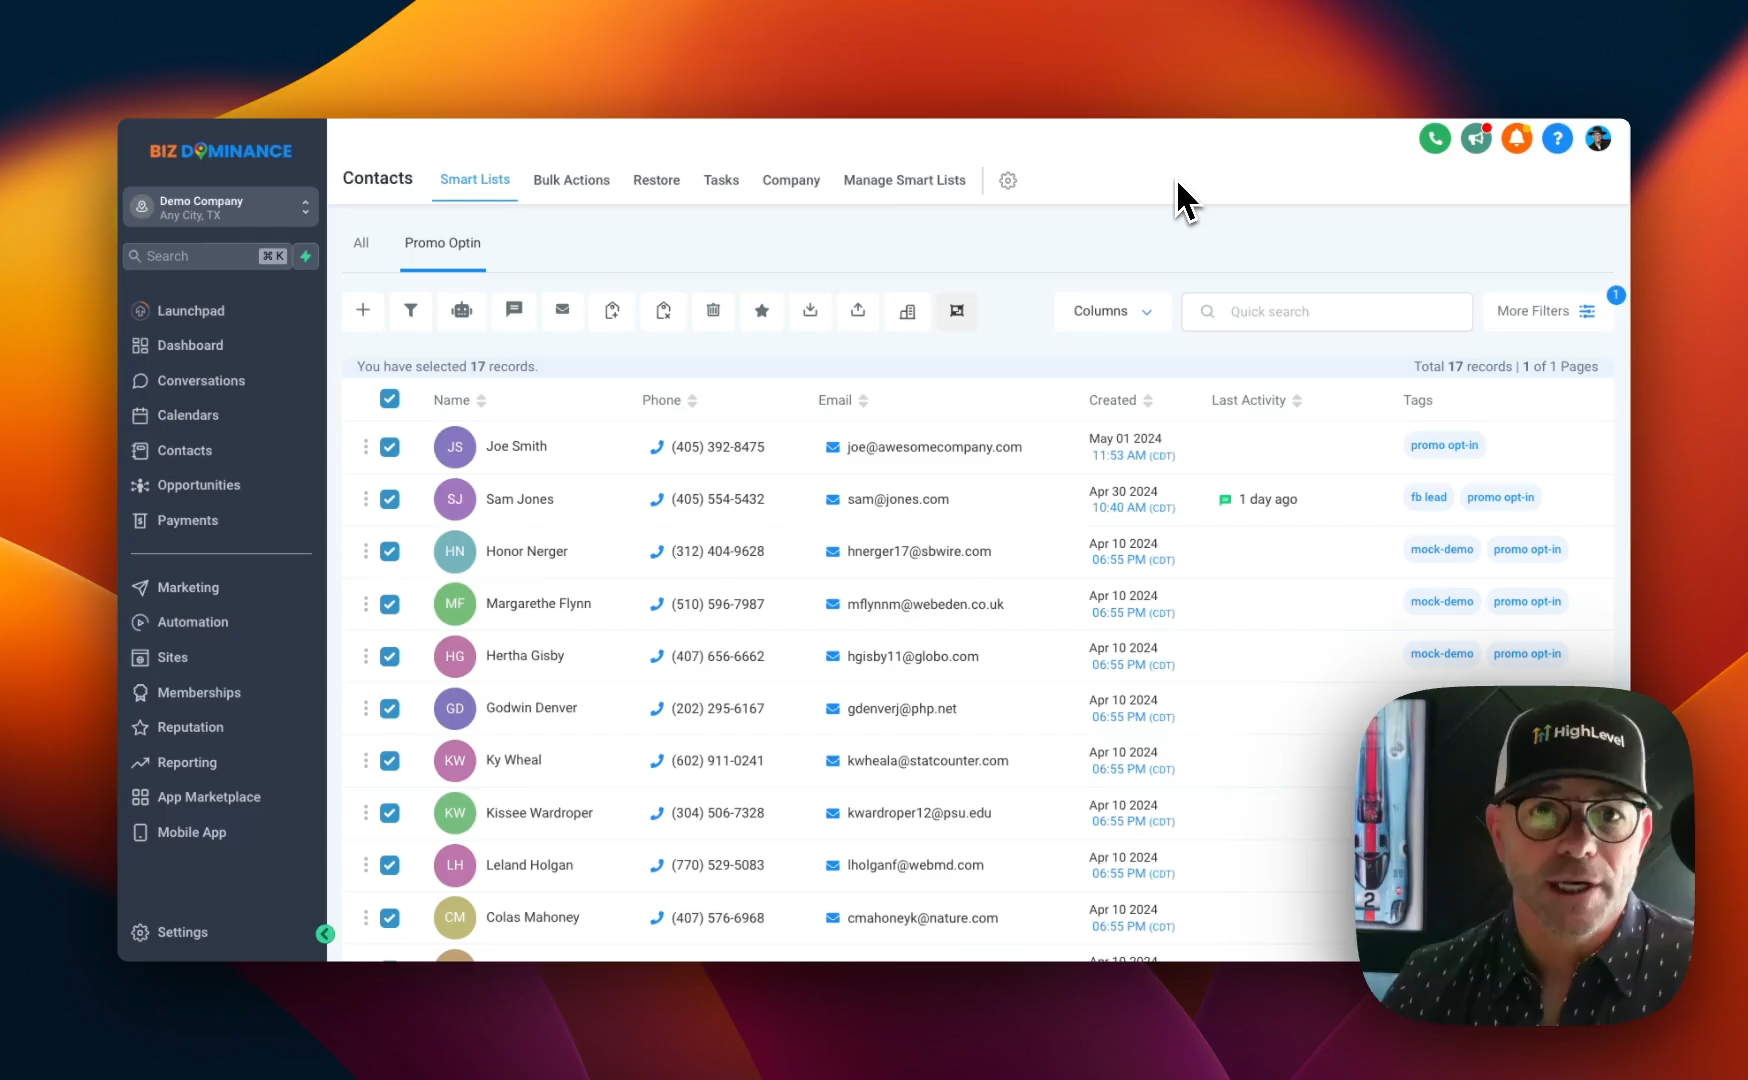 BIZ DOMINANCE
Demo Company
Any City, TX
Search ⌘ K
Launchpad
Dashboard
Conversations
Calendars
Contacts
Opportunities
Payments
Marketing
Automation
Sites
Memberships
Reputation
Reporting
App Marketplace
Mobile App
Settings
Contacts Smart Lists Bulk Actions Restore Tasks Company Manage Smart Lists
?
All Promo Optin
Columns Quick search More Filters 1
You have selected 17 records. Total 17 records | 1 of 1 Pages
Name Phone Email Created Last Activity Tags
JS Joe Smith (405) 392-8475 joe@awesomecompany.com May 01 2024 11:53 AM (CDT) promo opt-in
SJ Sam Jones (405) 554-5432 sam@jones.com Apr 30 2024 10:40 AM (CDT) 1 day ago fb lead promo opt-in
HN Honor Nerger (312) 404-9628 hnerger17@sbwire.com Apr 10 2024 06:55 PM (CDT) mock-demo promo opt-in
MF Margarethe Flynn (510) 596-7987 mflynnm@webeden.co.uk Apr 10 2024 06:55 PM (CDT) mock-demo promo opt-in
HG Hertha Gisby (407) 656-6662 hgisby11@globo.com Apr 10 2024 06:55 PM (CDT) mock-demo promo opt-in
GD Godwin Denver (202) 295-6167 gdenverj@php.net Apr 10 2024 06:55 PM (CDT)
KW Ky Wheal (602) 911-0241 kwheala@statcounter.com Apr 10 2024 06:55 PM (CDT)
KW Kissee Wardroper (304) 506-7328 kwardroper12@psu.edu Apr 10 2024 06:55 PM (CDT)
LH Leland Holgan (770) 529-5083 lholganf@webmd.com Apr 10 2024 06:55 PM (CDT)
CM Colas Mahoney (407) 576-6968 cmahoneyk@nature.com Apr 10 2024 06:55 PM (CDT)
Apr 10 2024
HighLevel
2